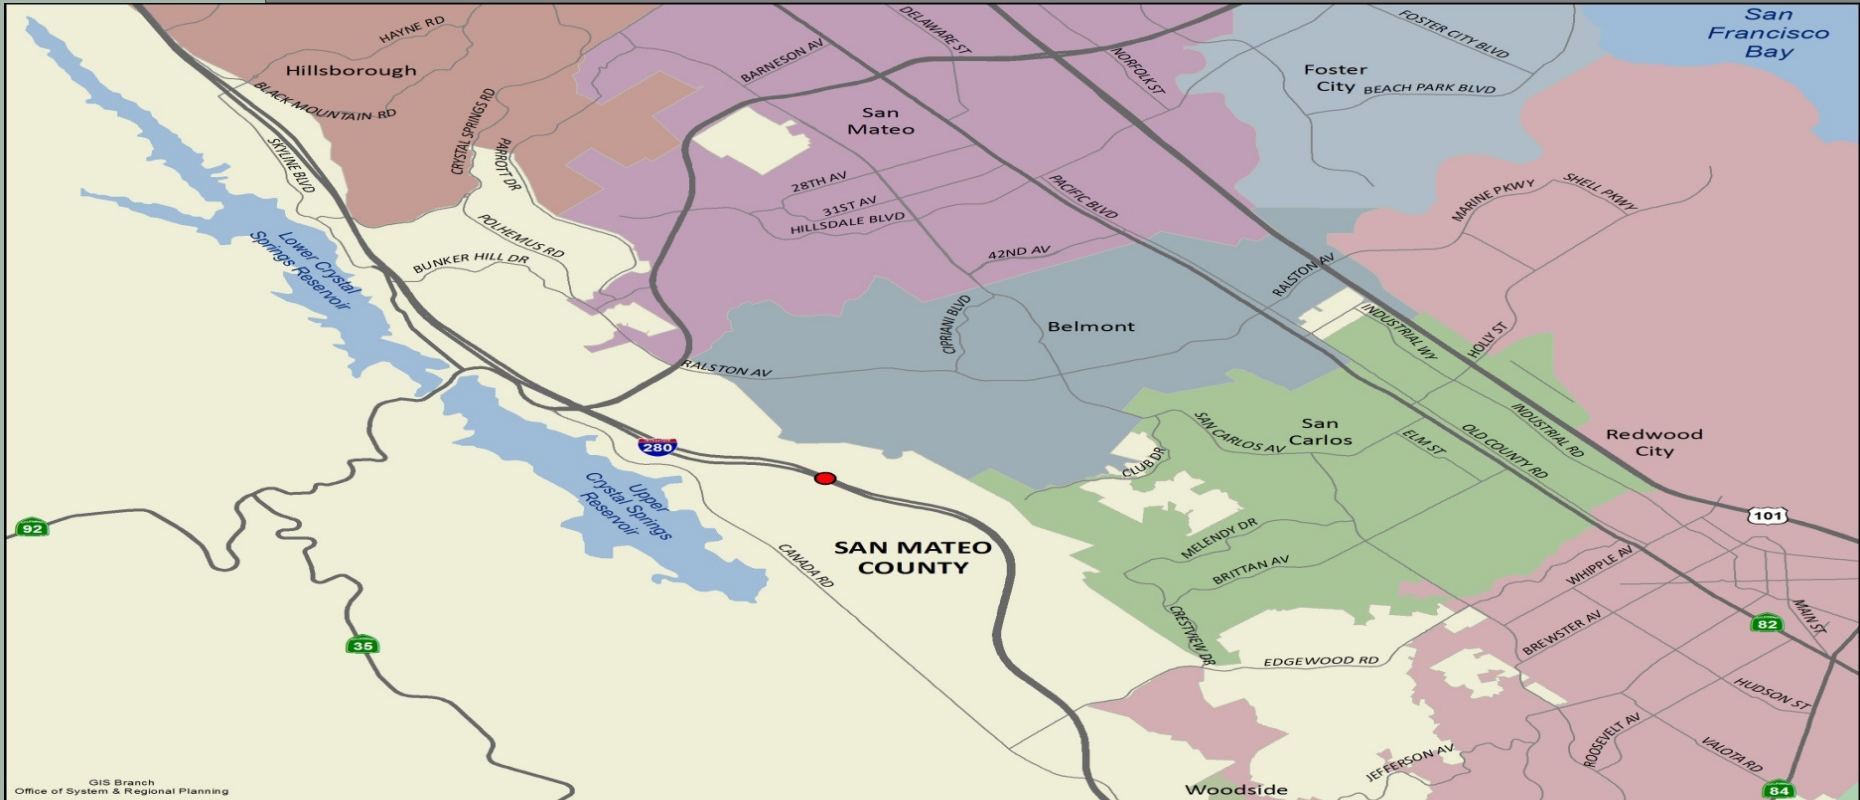 San
Francisco
Bay
HAYNE RD
Hillsborough
BLACK MOUNTAIN RD
CRYSTAL SPRINGS RD
PARROTT DR
SKYLINE BLVD
POLHEMUS RD
BUNKER HILL DR
Lower Crystal
Springs Reservoir
BARNESON AV
DELAWARE ST
NORFOLK ST
San
Mateo
28TH AV
31ST AV
HILLSDALE BLVD
PACIFIC BLVD
42ND AV
FOSTER CITY BLVD
Foster
City
BEACH PARK BLVD
MARINE PKWY
SHELL PKWY
RALSTON AV
CIPRIANI BLVD
Belmont
RALSTON AV
INDUSTRIAL WY
HOLLY ST
SAN CARLOS AV
San
Carlos
ELM ST
OLD COUNTY RD
INDUSTRIAL RD
Redwood
City
CLUB DR
280
Upper
Crystal Springs
Reservoir
92
35
CANADA RD
SAN MATEO
COUNTY
MELENDY DR
BRITTAN AV
CRESTVIEW DR
EDGEWOOD RD
101
WHIPPLE AV
BREWSTER AV
MAIN ST
82
HUDSON ST
ROOSEVELT AV
VALOTA RD
JEFFERSON AV
Woodside
84
GIS Branch
Office of System & Regional Planning